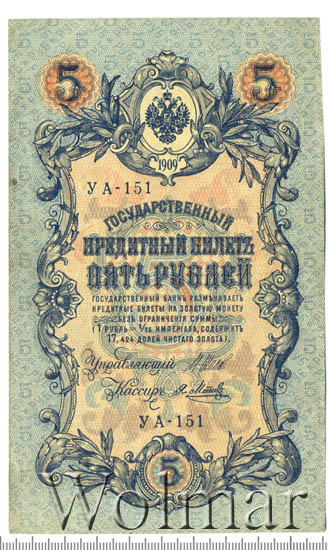 5 5
1909
УА-151
ГОСУДАРСТВЕННЫЙ
КРЕДИТНЫЙ БИЛЕТЪ
ПЯТЬ РУБЛЕЙ
ГОСУДАРСТВЕННЫЙ БАНКЪ РАЗМѢНИВАЕТЪ
КРЕДИТНЫЕ БИЛЕТЫ НА ЗОЛОТУЮ МОНЕТУ
БЕЗЪ ОГРАНИЧЕНІЯ СУММЫ
(1 РУБЛЬ = 1/15 ИМПЕРІАЛА, СОДЕРЖИТЪ
17,424 ДОЛЕЙ ЧИСТАГО ЗОЛОТА).
Управляющій
Кассиръ
УА-151
5
Wolmar